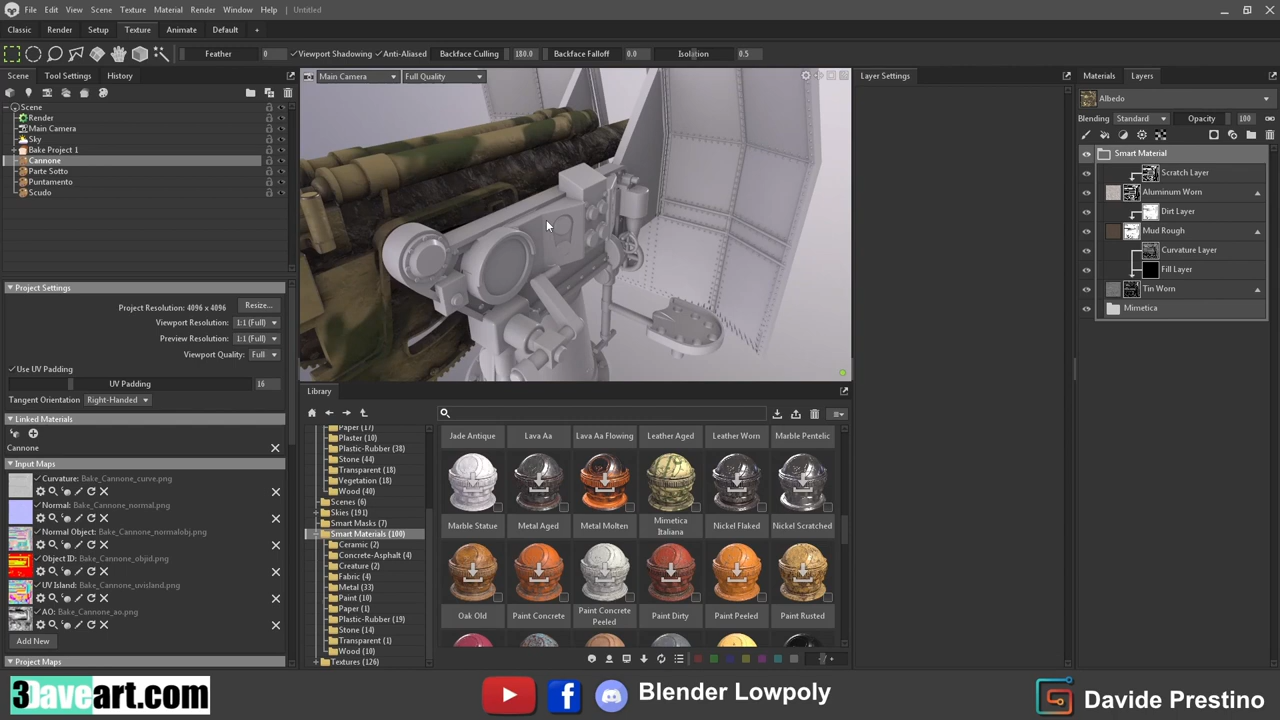 File Edit View Scene Texture Material Render Window Help Untitled
Classic Render Setup Texture Animate Default +
Feather 0 Viewport Shadowing Anti-Aliased Backface Culling 180.0 Backface Falloff 0.0 Isolation 0.5
Scene Tool Settings History
Main Camera Full Quality
Layer Settings
Materials Layers
Albedo
Blending Standard Opacity 100
Scene
Render
Main Camera
Sky
Bake Project 1
Cannone
Parte Sotto
Puntamento
Scudo
Smart Material
Scratch Layer
Aluminum Worn
Dirt Layer
Mud Rough
Curvature Layer
Fill Layer
Tin Worn
Mimetica
Project Settings
Project Resolution: 4096 x 4096 Resize...
Viewport Resolution: 1:1 (Full)
Preview Resolution: 1:1 (Full)
Viewport Quality: Full
Use UV Padding
UV Padding 16
Tangent Orientation Right-Handed
Linked Materials
Cannone
Input Maps
Curvature: Bake_Cannone_curve.png
Normal: Bake_Cannone_normal.png
Normal Object: Bake_Cannone_normalobj.png
Object ID: Bake_Cannone_objid.png
UV Island: Bake_Cannone_uvisland.png
AO: Bake_Cannone_ao.png
Add New
Project Maps
Library
Paper (17)
Plaster (10)
Plastic-Rubber (38)
Stone (44)
Transparent (18)
Vegetation (18)
Wood (40)
Scenes (6)
Skies (191)
Smart Masks (7)
Smart Materials (100)
Ceramic (2)
Concrete-Asphalt (4)
Creature (2)
Fabric (4)
Metal (33)
Paint (10)
Paper (1)
Plastic-Rubber (19)
Stone (14)
Transparent (1)
Wood (10)
Textures (126)
Jade Antique Lava Aa Lava Aa Flowing Leather Aged Leather Worn Marble Pentelic
Marble Statue Metal Aged Metal Molten Mimetica Italiana Nickel Flaked Nickel Scratched
Oak Old Paint Concrete Paint Concrete Peeled Paint Dirty Paint Peeled Paint Rusted
3Daveart.com
Blender Lowpoly
Davide Prestino